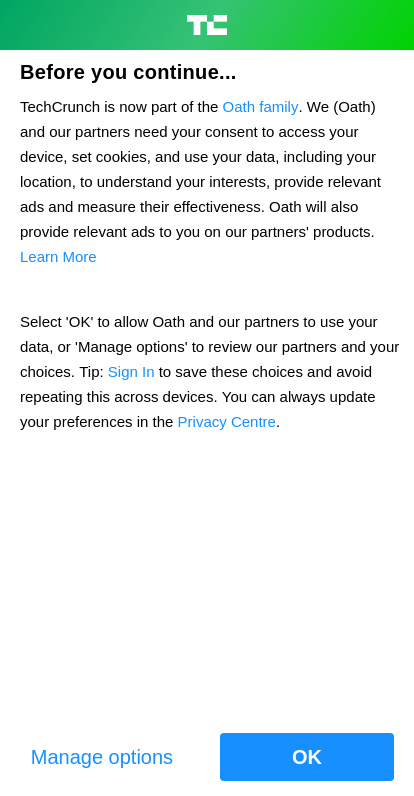 TC
Before you continue...
TechCrunch is now part of the Oath family. We (Oath)
and our partners need your consent to access your
device, set cookies, and use your data, including your
location, to understand your interests, provide relevant
ads and measure their effectiveness. Oath will also
provide relevant ads to you on our partners' products.
Learn More
Select 'OK' to allow Oath and our partners to use your
data, or 'Manage options' to review our partners and your
choices. Tip: Sign In to save these choices and avoid
repeating this across devices. You can always update
your preferences in the Privacy Centre.
Manage options
OK